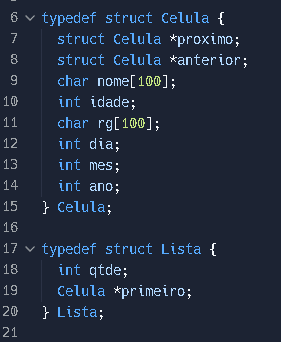 6 typedef struct Celula {
7 struct Celula *proximo;
8 struct Celula *anterior;
9 char nome[100];
10 int idade;
11 char rg[100];
12 int dia;
13 int mes;
14 int ano;
15 } Celula;
16
17 typedef struct Lista {
18 int qtde;
19 Celula *primeiro;
20 } Lista;
21